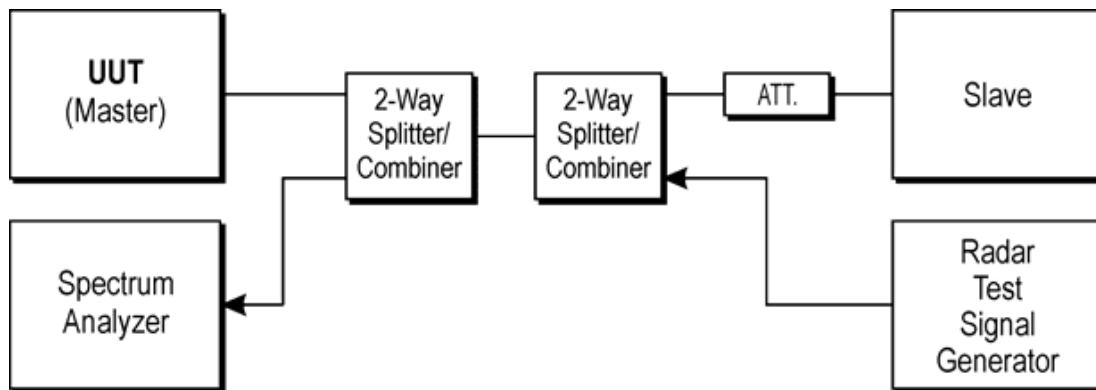 UUT
(Master)
2-Way
Splitter/
Combiner
2-Way
Splitter/
Combiner
ATT.
Slave
Spectrum
Analyzer
Radar
Test
Signal
Generator